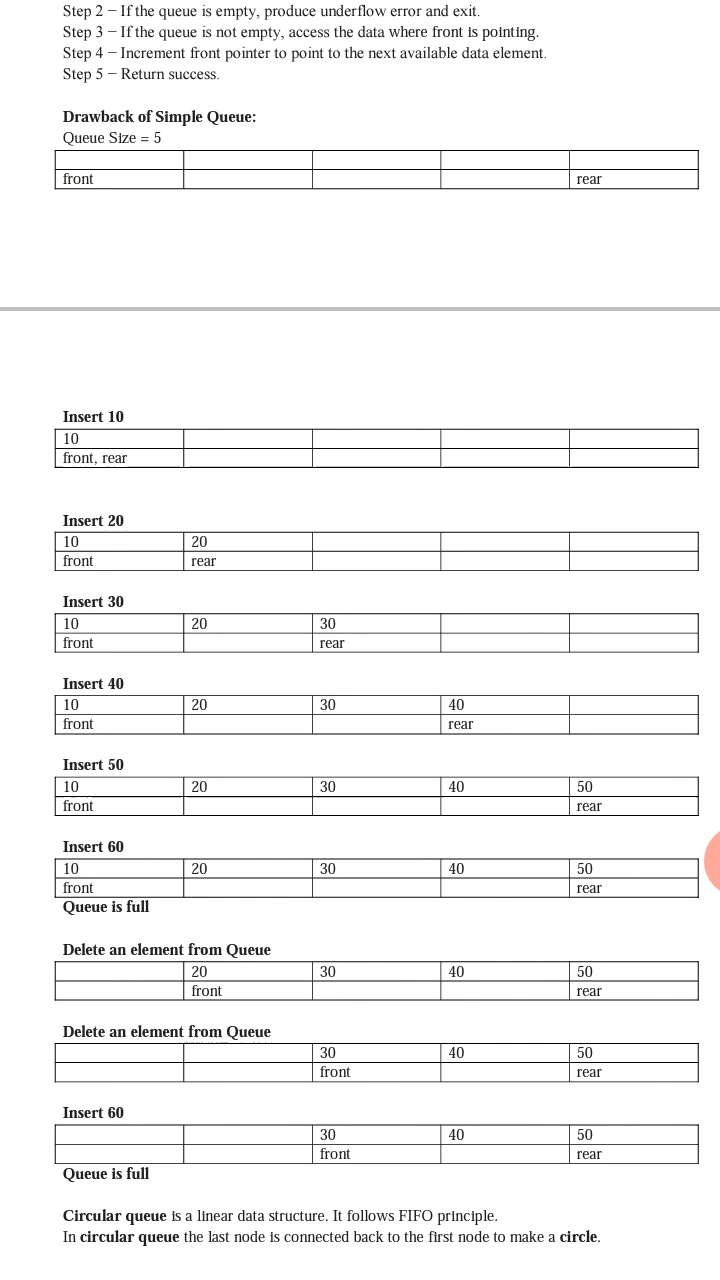 Step 2 − If the queue is empty, produce underflow error and exit.
Step 3 − If the queue is not empty, access the data where front is pointing.
Step 4 − Increment front pointer to point to the next available data element.
Step 5 − Return success.
Drawback of Simple Queue:
Queue Size = 5
front rear
Insert 10
10
front, rear
Insert 20
10 20
front rear
Insert 30
10 20 30
front rear
Insert 40
10 20 30 40
front rear
Insert 50
10 20 30 40 50
front rear
Insert 60
10 20 30 40 50
front rear
Queue is full
Delete an element from Queue
20 30 40 50
front rear
Delete an element from Queue
30 40 50
front rear
Insert 60
30 40 50
front rear
Queue is full
Circular queue is a linear data structure. It follows FIFO principle.
In circular queue the last node is connected back to the first node to make a circle.